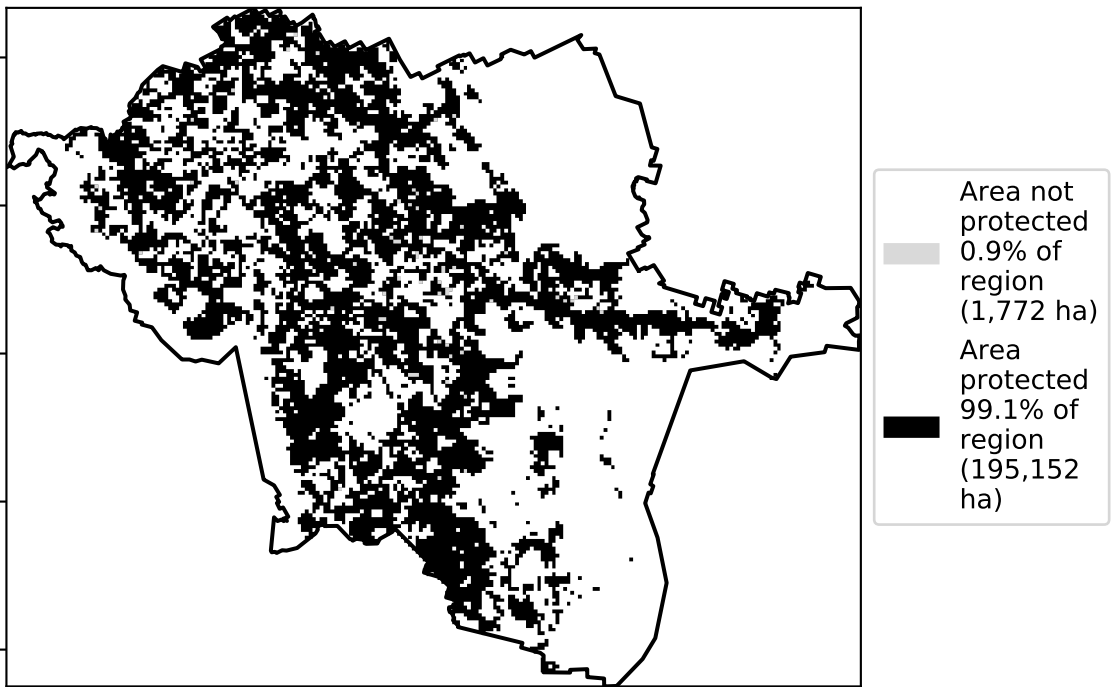 Area not
protected
0.9% of
region
(1,772 ha)
Area
protected
99.1% of
region
(195,152
ha)